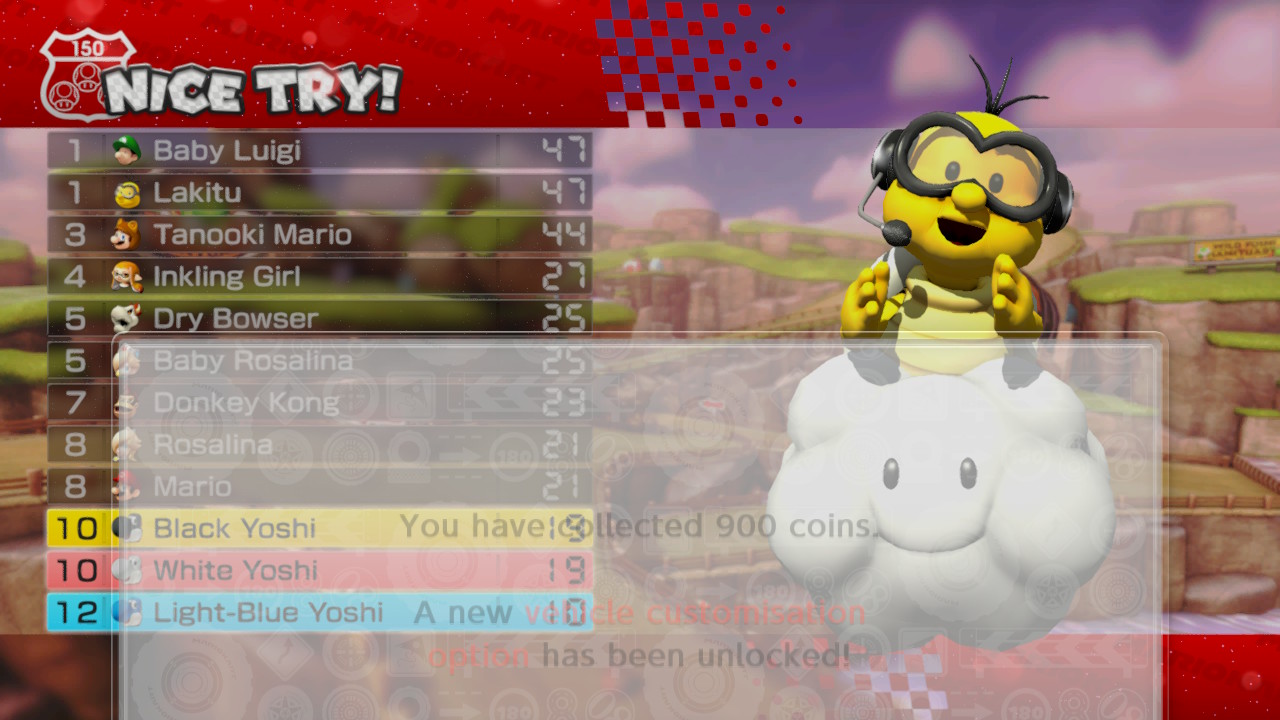 150
NICE TRY!
1 Baby Luigi 47
1 Lakitu 47
3 Tanooki Mario 44
4 Inkling Girl 27
5 Dry Bowser 25
5 Baby Rosalina 25
7 Donkey Kong 23
8 Rosalina 21
8 Mario 21
10 Black Yoshi 19
10 White Yoshi 19
12 Light-Blue Yoshi 10
You have collected 900 coins.
A new vehicle customisation
option has been unlocked!